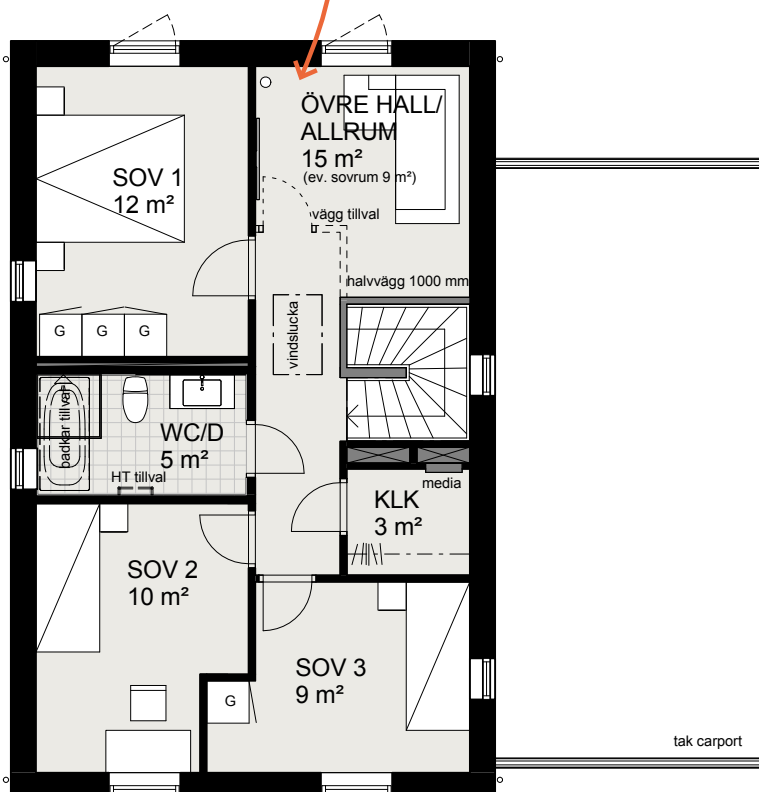 ÖVRE HALL/
ALLRUM
15 m²
(ev. sovrum 9 m²)
SOV 1
12 m²
vägg tillval
halvvägg 1000 mm
vindslucka
G
G
G
badkar tillval
WC/D
5 m²
HT tillval
media
KLK
3 m²
SOV 2
10 m²
SOV 3
9 m²
G
tak carport